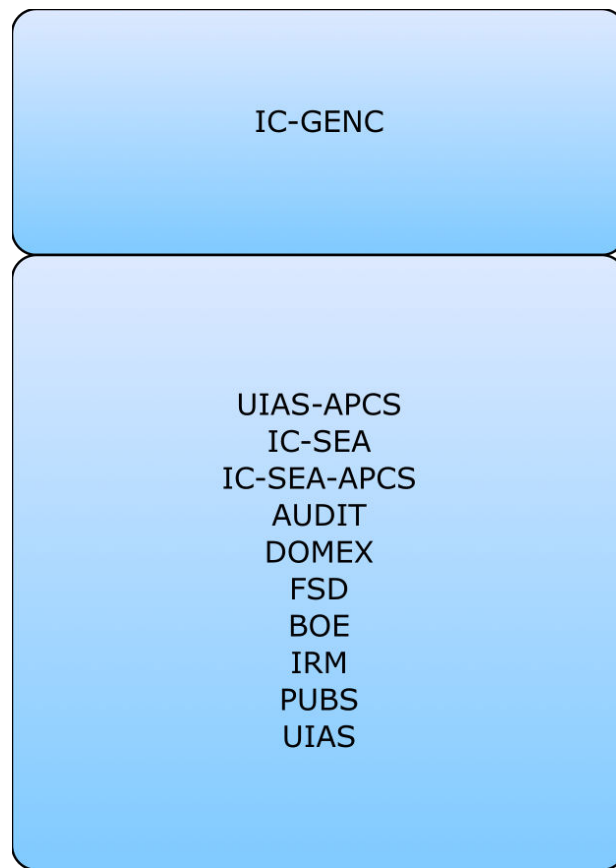 IC-GENC
UIAS-APCS
IC-SEA
IC-SEA-APCS
AUDIT
DOMEX
FSD
BOE
IRM
PUBS
UIAS